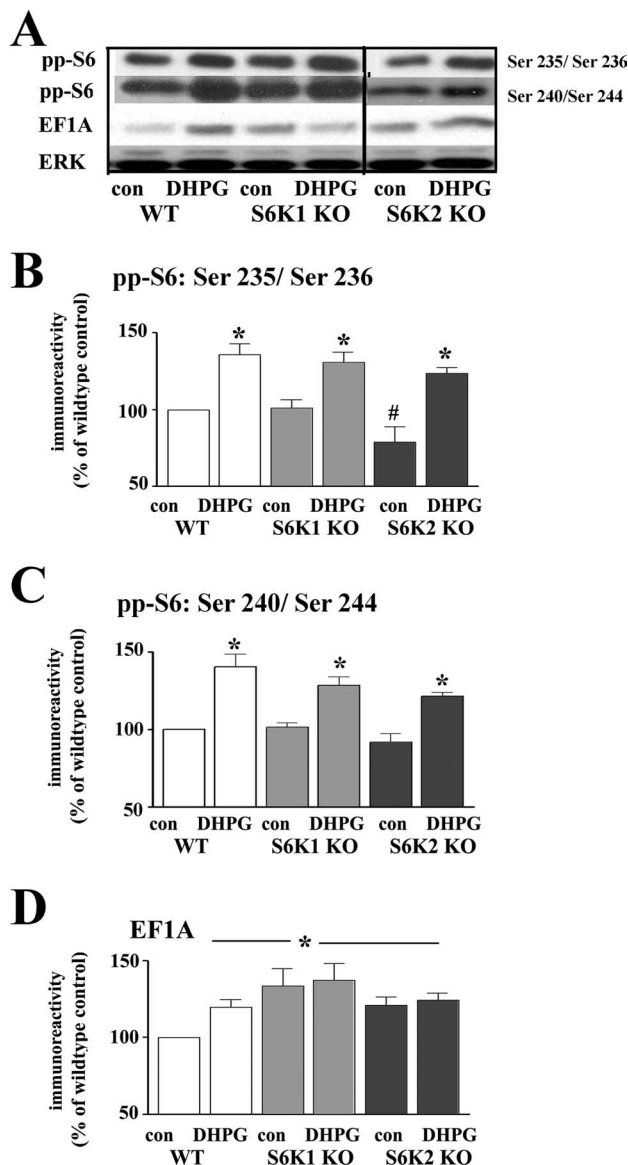 A
pp-S6 Ser 235/ Ser 236
pp-S6 Ser 240/Ser 244
EF1A
ERK
con DHPG con DHPG con DHPG
WT S6K1 KO S6K2 KO
B
pp-S6: Ser 235/ Ser 236
immunoreactivity
(% of wildtype control)
150
100
50
* * # *
con DHPG con DHPG con DHPG
WT S6K1 KO S6K2 KO
C
pp-S6: Ser 240/ Ser 244
immunoreactivity
(% of wildtype control)
150
100
50
* * *
con DHPG con DHPG con DHPG
WT S6K1 KO S6K2 KO
D
EF1A
*
immunoreactivity
(% of wildtype control)
150
100
50
con DHPG con DHPG con DHPG
WT S6K1 KO S6K2 KO